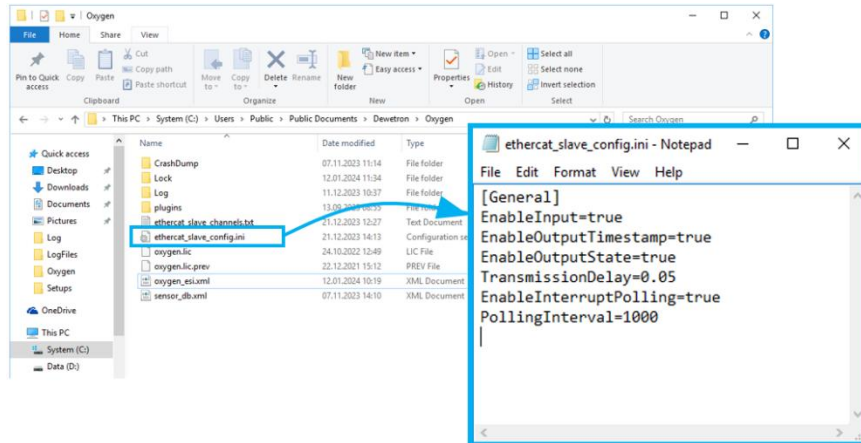 Oxygen
File Home Share View
Pin to Quick access
Copy
Paste
Cut
Copy path
Paste shortcut
Move to
Copy to
Delete
Rename
New folder
New item
Easy access
Properties
Open
Edit
History
Select all
Select none
Invert selection
Clipboard Organize New Open Select
This PC > System (C:) > Users > Public > Public Documents > Dewetron > Oxygen
Search Oxygen
Quick access
Desktop
Downloads
Documents
Pictures
Log
LogFiles
Oxygen
Setups
OneDrive
This PC
System (C:)
Data (D:)
Name Date modified Type
CrashDump 07.11.2023 11:14 File folder
Lock 12.01.2024 11:34 File folder
Log 11.12.2023 10:37 File folder
plugins 13.09.2023 08:35 File folder
ethercat_slave_channels.txt 21.12.2023 12:27 Text Document
ethercat_slave_config.ini 21.12.2023 14:13 Configuration se
oxygen.lic 24.10.2022 12:49 LIC File
oxygen.lic.prev 22.12.2021 15:12 PREV File
oxygen_esi.xml 12.01.2024 10:19 XML Document
sensor_db.xml 07.11.2023 14:10 XML Document
ethercat_slave_config.ini - Notepad
File Edit Format View Help
[General]
EnableInput=true
EnableOutputTimestamp=true
EnableOutputState=true
TransmissionDelay=0.05
EnableInterruptPolling=true
PollingInterval=1000